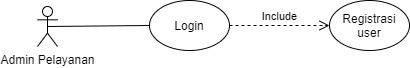 Login
Include
Registrasi
user
Admin Pelayanan